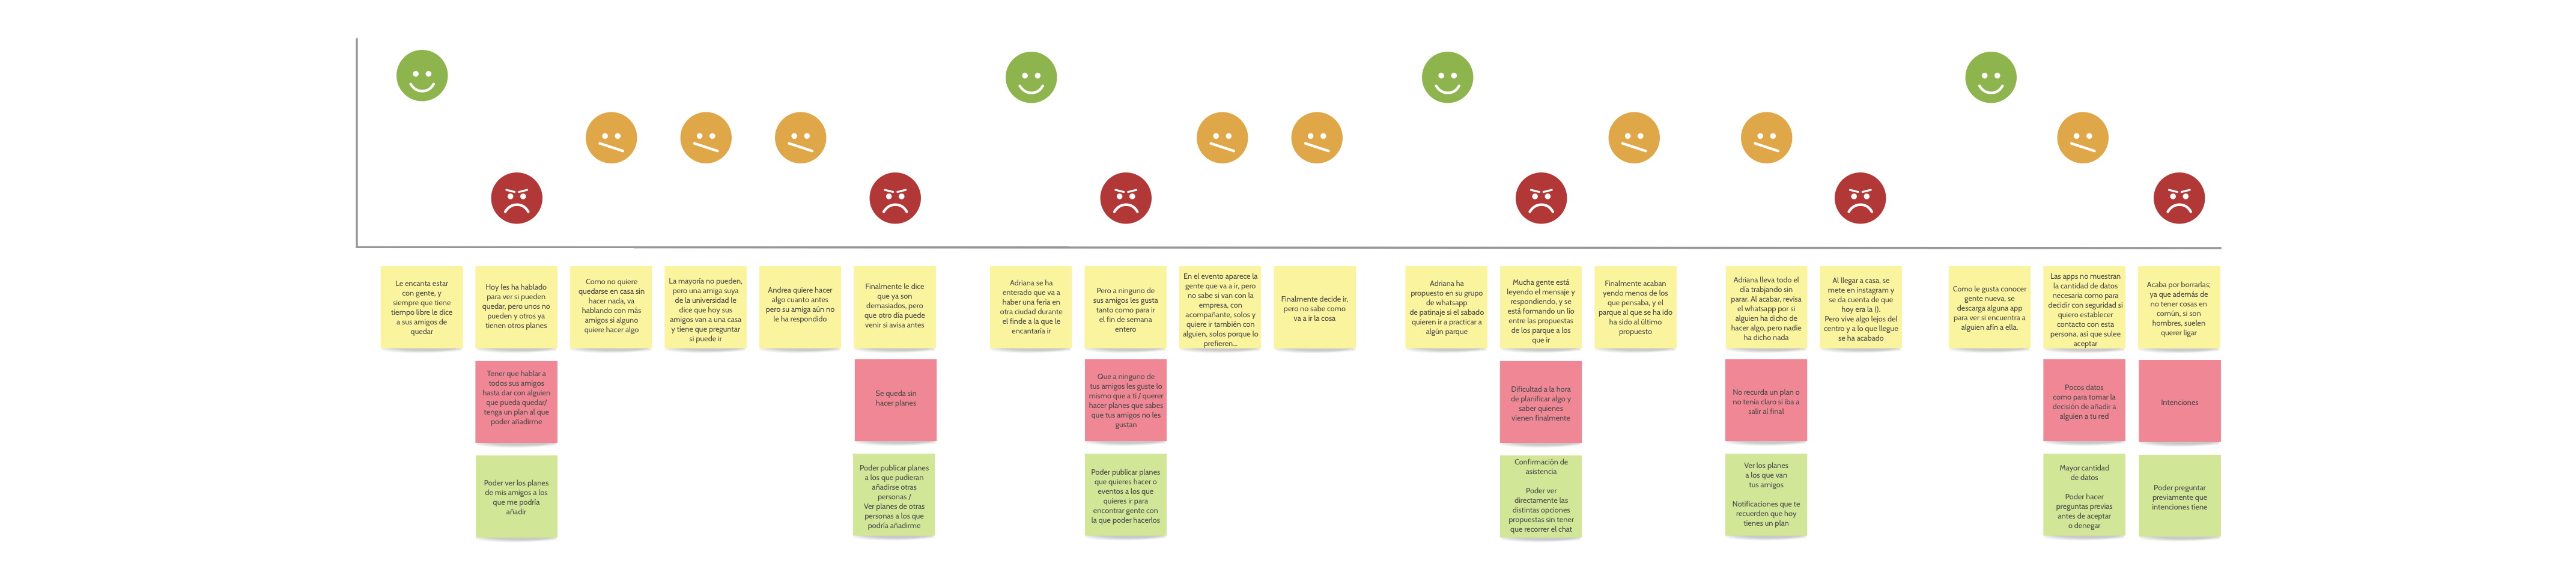 Le encanta estar
con gente, y
siempre que tiene
tiempo libre le dice
a sus amigos de
quedar
Hoy les ha hablado
para ver si pueden
quedar, pero unos no
pueden y otros ya
tienen otros planes
Como no quiere
quedarse en casa sin
hacer nada, va
hablando con más
amigos si alguno
quiere hacer algo
La mayoría no pueden,
pero una amiga suya
de la universidad le
dice que hoy sus
amigos van a una casa
y tiene que preguntar
si puede ir
Andrea quiere hacer
algo cuanto antes
pero su amiga aún no
le ha respondido
Finalmente le dice
que ya son
demasiados, pero
que otro día puede
venir si avisa antes
Adriana se ha
enterado que va a
haber una feria en
otra ciudad durante
el finde a la que le
encantaría ir
Pero a ninguno de
sus amigos les gusta
tanto como para ir
el fin de semana
entero
En el evento aparece la
gente que va a ir, pero
no sabe si van con la
empresa, con
acompañante, solos y
quiere ir también con
alguien, solos porque lo
prefieren...
Finalmente decide ir,
pero no sabe como
va a ir la cosa
Adriana ha
propuesto en su grupo
de whatsapp
de patinaje si el sabado
quieren ir a practicar a
algún parque
Mucha gente está
leyendo el mensaje y
respondiendo, y se
está formando un lío
entre las propuestas
de los parque a los
que ir
Finalmente acaban
yendo menos de los
que pensaba, y el
parque al que se ha ido
ha sido al último
propuesto
Adriana lleva todo el
día trabjando sin
parar. Al acabar, revisa
el whatsapp por si
alguien ha dicho de
hacer algo, pero nadie
ha dicho nada
Al llegar a casa, se
mete en instagram y
se da cuenta de que
hoy era la ().
Pero vive algo lejos del
centro y a lo que llegue
se ha acabado
Como le gusta conocer
gente nueva, se
descarga alguna app
para ver si encuentra a
alguien afín a ella.
Las apps no muestran
la cantidad de datos
necesaria como para
decidir con seguridad si
quiero establecer
contacto con esta
persona, así que sulee
aceptar
Acaba por borrarlas;
ya que además de
no tener cosas en
común, si son
hombres, suelen
querer ligar
Tener que hablar a
todos sus amigos
hasta dar con alguien
que pueda quedar/
tenga un plan al que
poder añadirme
Se queda sin
hacer planes
Que a ninguno de
tus amigos les guste lo
mismo que a ti / querer
hacer planes que sabes
que tus amigos no les
gustan
Dificultad a la hora
de planificar algo y
saber quienes
vienen finalmente
No recurda un plan o
no tenía claro si iba a
salir al final
Pocos datos
como para tomar la
decisión de añadir a
alguien a tu red
Intenciones
Poder ver los planes
de mis amigos a los
que me podría
añadir
Poder publicar planes
a los que pudieran
añadirse otras
personas /
Ver planes de otras
personas a los que
podría añadirme
Poder publicar planes
que quieres hacer o
eventos a los que
quieres ir para
encontrar gente con
la que poder hacerlos
Confirmación de
asistencia
Poder ver
directamente las
distintas opciones
propuestas sin tener
que recorrer el chat
Ver los planes
a los que van
tus amigos
Notificaciones que te
recuerden que hoy
tienes un plan
Mayor cantidad
de datos
Poder hacer
preguntas previas
antes de aceptar
o denegar
Poder preguntar
previamente que
intenciones tiene